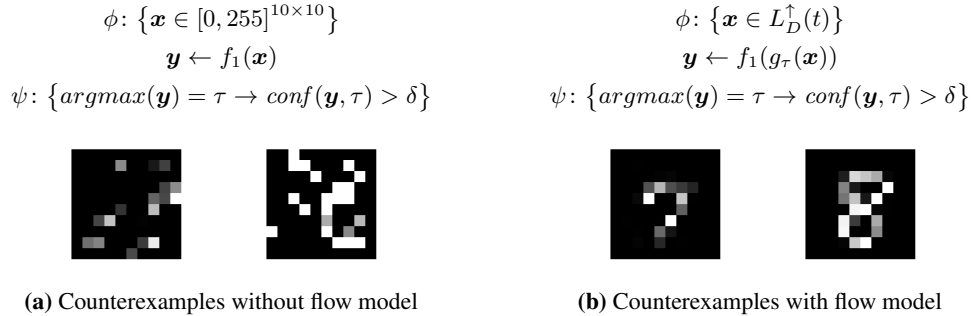 ϕ: {𝒙 ∈ [0, 255]^{10×10}}
𝒚 ← f₁(𝒙)
ψ: {argmax(𝒚) = τ → conf(𝒚, τ) > δ}
(a) Counterexamples without flow model
ϕ: {𝒙 ∈ L_D^↑(t)}
𝒚 ← f₁(g_τ(𝒙))
ψ: {argmax(𝒚) = τ → conf(𝒚, τ) > δ}
(b) Counterexamples with flow model